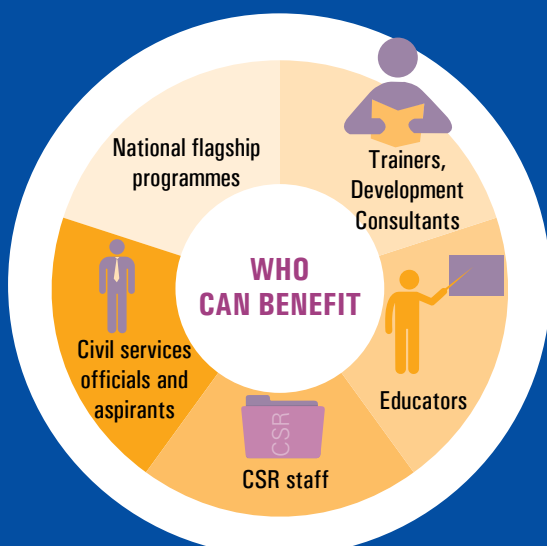 WHO
CAN BENEFIT
National flagship
programmes
Trainers,
Development
Consultants
Educators
CSR
CSR staff
Civil services
officials and
aspirants